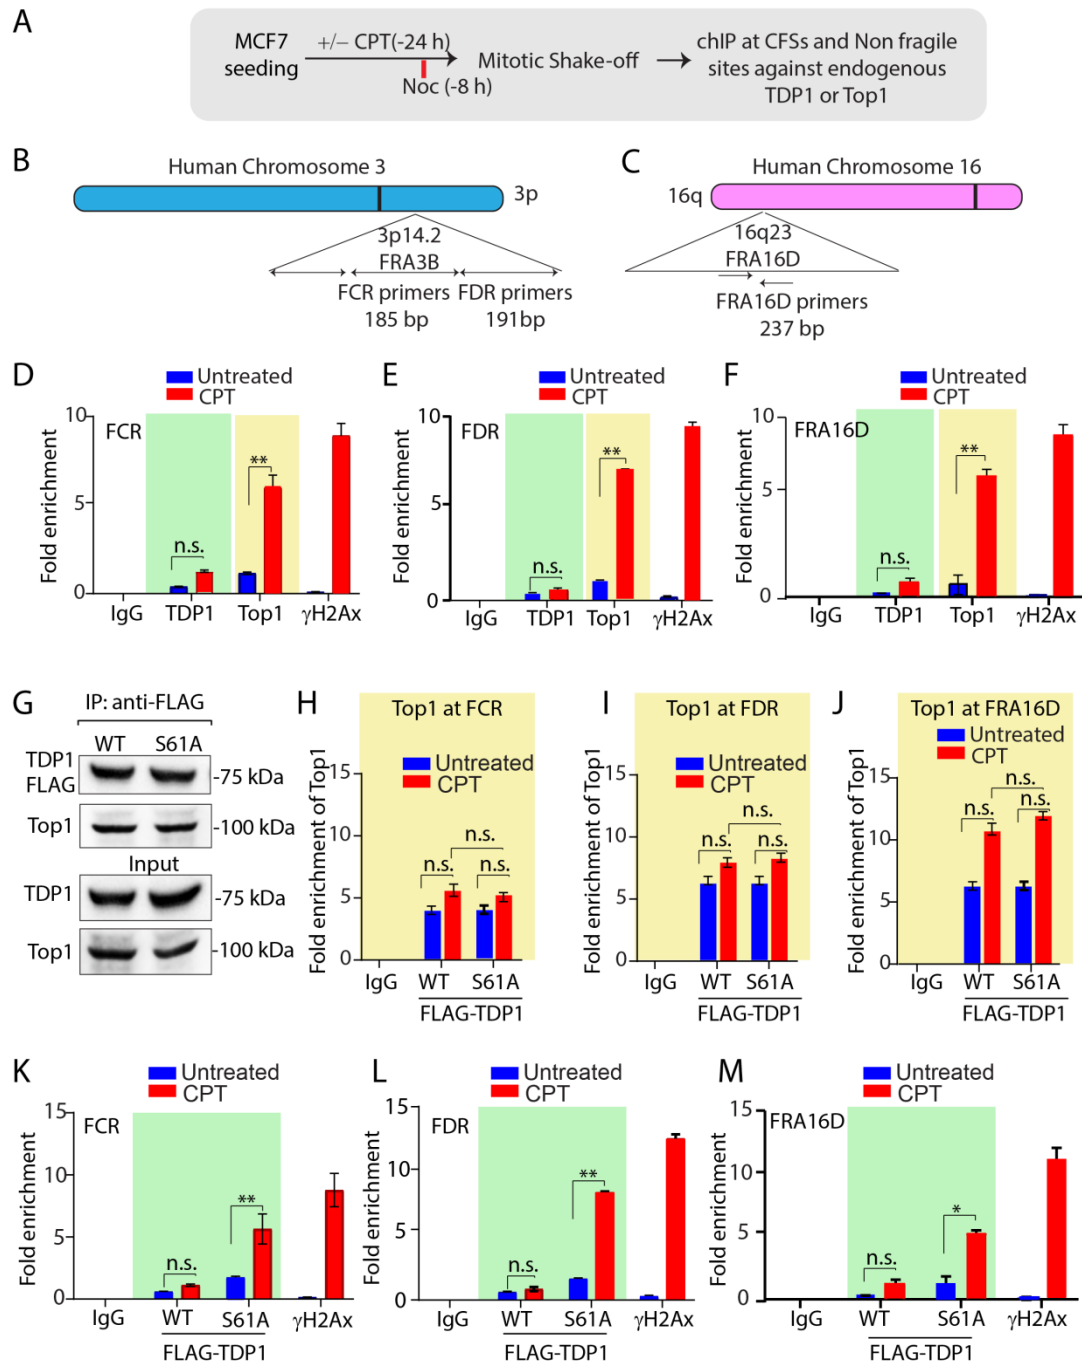 A
MCF7
seeding
+/− CPT(-24 h)
Noc (-8 h)
Mitotic Shake-off
chIP at CFSs and Non fragile
sites against endogenous
TDP1 or Top1
B
Human Chromosome 3
3p
3p14.2
FRA3B
FCR primers
185 bp
FDR primers
191bp
C
Human Chromosome 16
16q
16q23
FRA16D
FRA16D primers
237 bp
D
Untreated
CPT
FCR
Fold enrichment
10
5
0
n.s.
**
IgG
TDP1
Top1
γH2Ax
E
Untreated
CPT
FDR
Fold enrichment
10
5
0
n.s.
**
IgG
TDP1
Top1
γH2Ax
F
Untreated
CPT
FRA16D
Fold enrichment
10
5
0
n.s.
**
IgG
TDP1
Top1
γH2Ax
G
IP: anti-FLAG
WT
S61A
TDP1
FLAG
-75 kDa
Top1
-100 kDa
Input
TDP1
-75 kDa
Top1
-100 kDa
H
Top1 at FCR
Untreated
CPT
Fold enrichment of Top1
15
10
5
0
n.s.
n.s.
n.s.
IgG
WT
S61A
FLAG-TDP1
I
Top1 at FDR
Untreated
CPT
Fold enrichment of Top1
15
10
5
0
n.s.
n.s.
n.s.
IgG
WT
S61A
FLAG-TDP1
J
Top1 at FRA16D
Untreated
CPT
Fold enrichment of Top1
15
10
5
0
n.s.
n.s.
n.s.
IgG
WT
S61A
FLAG-TDP1
K
Untreated
CPT
FCR
Fold enrichment
15
10
5
0
n.s.
**
IgG
WT
S61A
γH2Ax
FLAG-TDP1
L
Untreated
CPT
FDR
Fold enrichment
15
10
5
0
n.s.
**
IgG
WT
S61A
γH2Ax
FLAG-TDP1
M
Untreated
CPT
FRA16D
Fold enrichment
15
10
5
0
n.s.
*
IgG
WT
S61A
γH2Ax
FLAG-TDP1